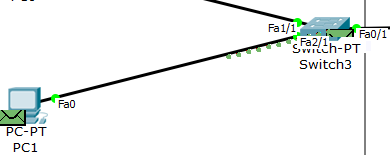 Fa1/1
Fa0/1
Fa2/1
Switch-PT
Switch3
Fa0
PC-PT
PC1